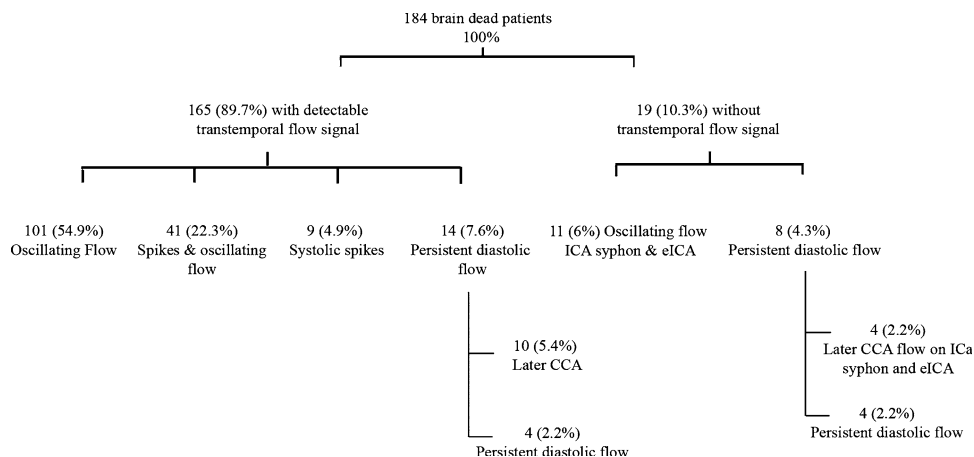 184 brain dead patients
100%
165 (89.7%) with detectable
transtemporal flow signal
19 (10.3%) without
transtemporal flow signal
101 (54.9%)
Oscillating Flow
41 (22.3%)
Spikes & oscillating
flow
9 (4.9%)
Systolic spikes
14 (7.6%)
Persistent diastolic
flow
11 (6%) Oscillating flow
ICA syphon & eICA
8 (4.3%)
Persistent diastolic flow
10 (5.4%)
Later CCA
4 (2.2%)
Persistent diastolic flow
4 (2.2%)
Later CCA flow on ICa
syphon and eICA
4 (2.2%)
Persistent diastolic flow